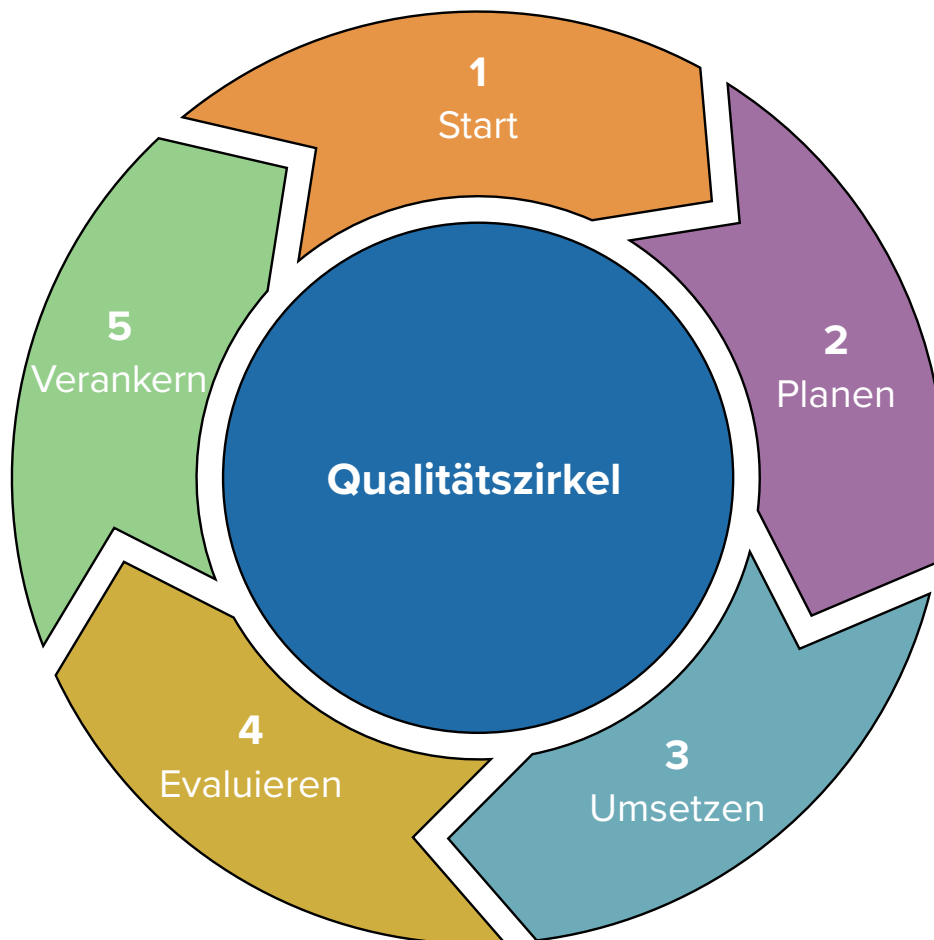 1
Start
2
Planen
3
Umsetzen
4
Evaluieren
5
Verankern
Qualitätszirkel